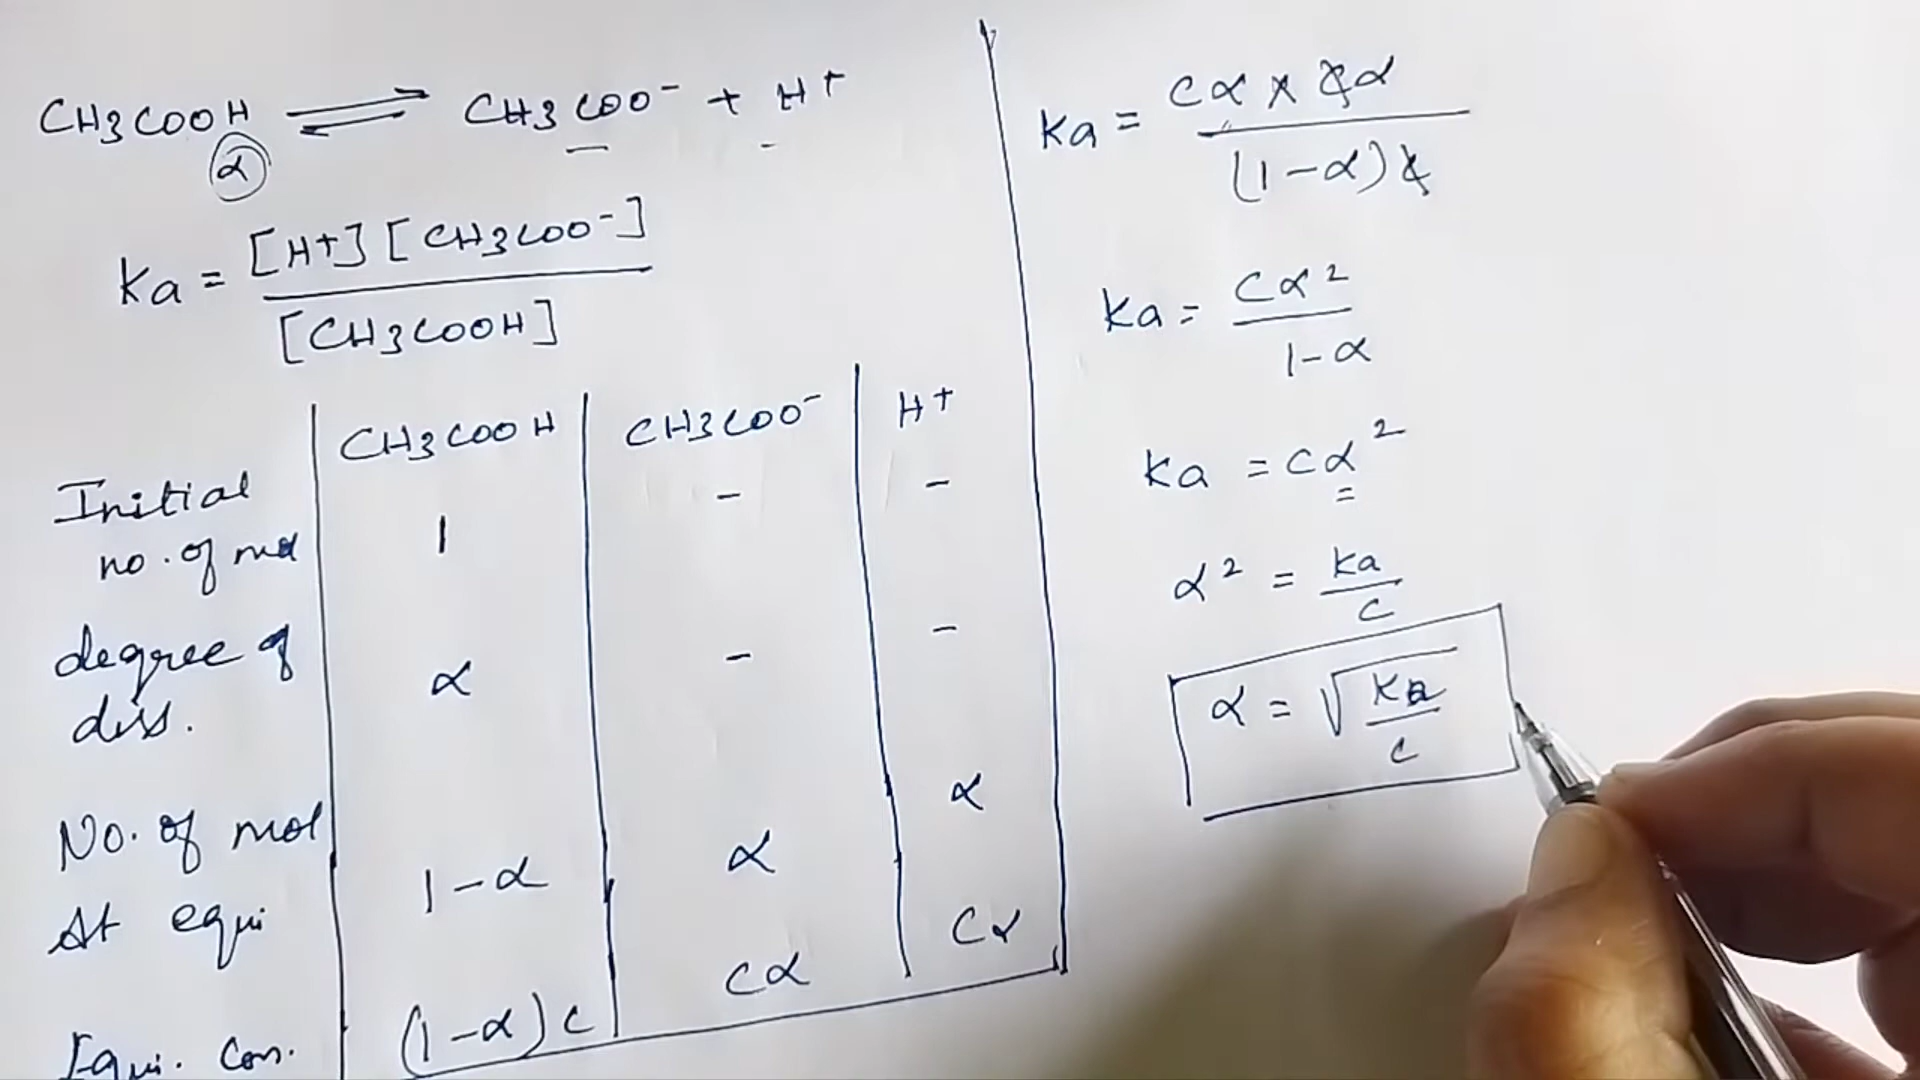 CH3COOH ⇌ CH3COO⁻ + H⁺
α
Ka = [H+] [CH3COO⁻]
[CH3COOH]
CH3COOH CH3COO⁻ H⁺
Initial
no. of mol 1 - -
degree of
diss. α - -
No. of mol
At equi 1-α α α
Equi. Con. (1-α)c cα cα
Ka = cα × cα
(1-α)c
Ka = cα²
1-α
Ka = cα²
α² = Ka
c
α = √Ka
c